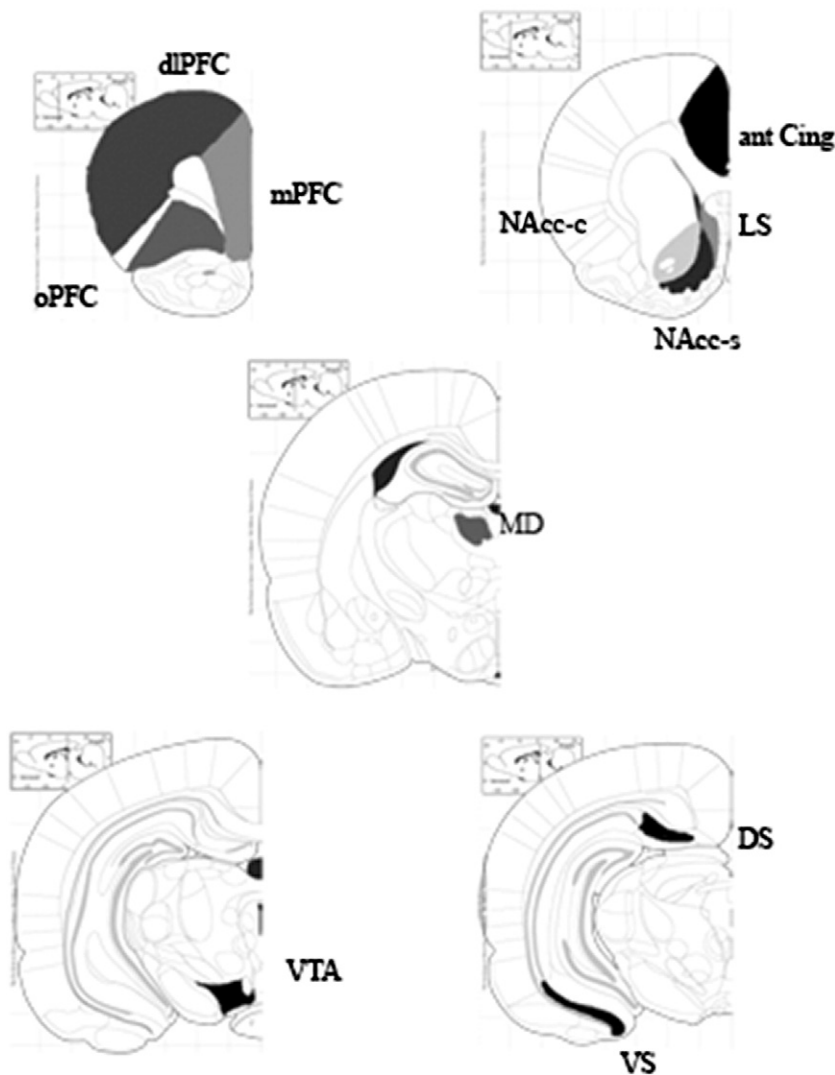 dlPFC
mPFC
oPFC
ant Cing
NAcc-c
LS
NAcc-s
MD
VTA
DS
VS